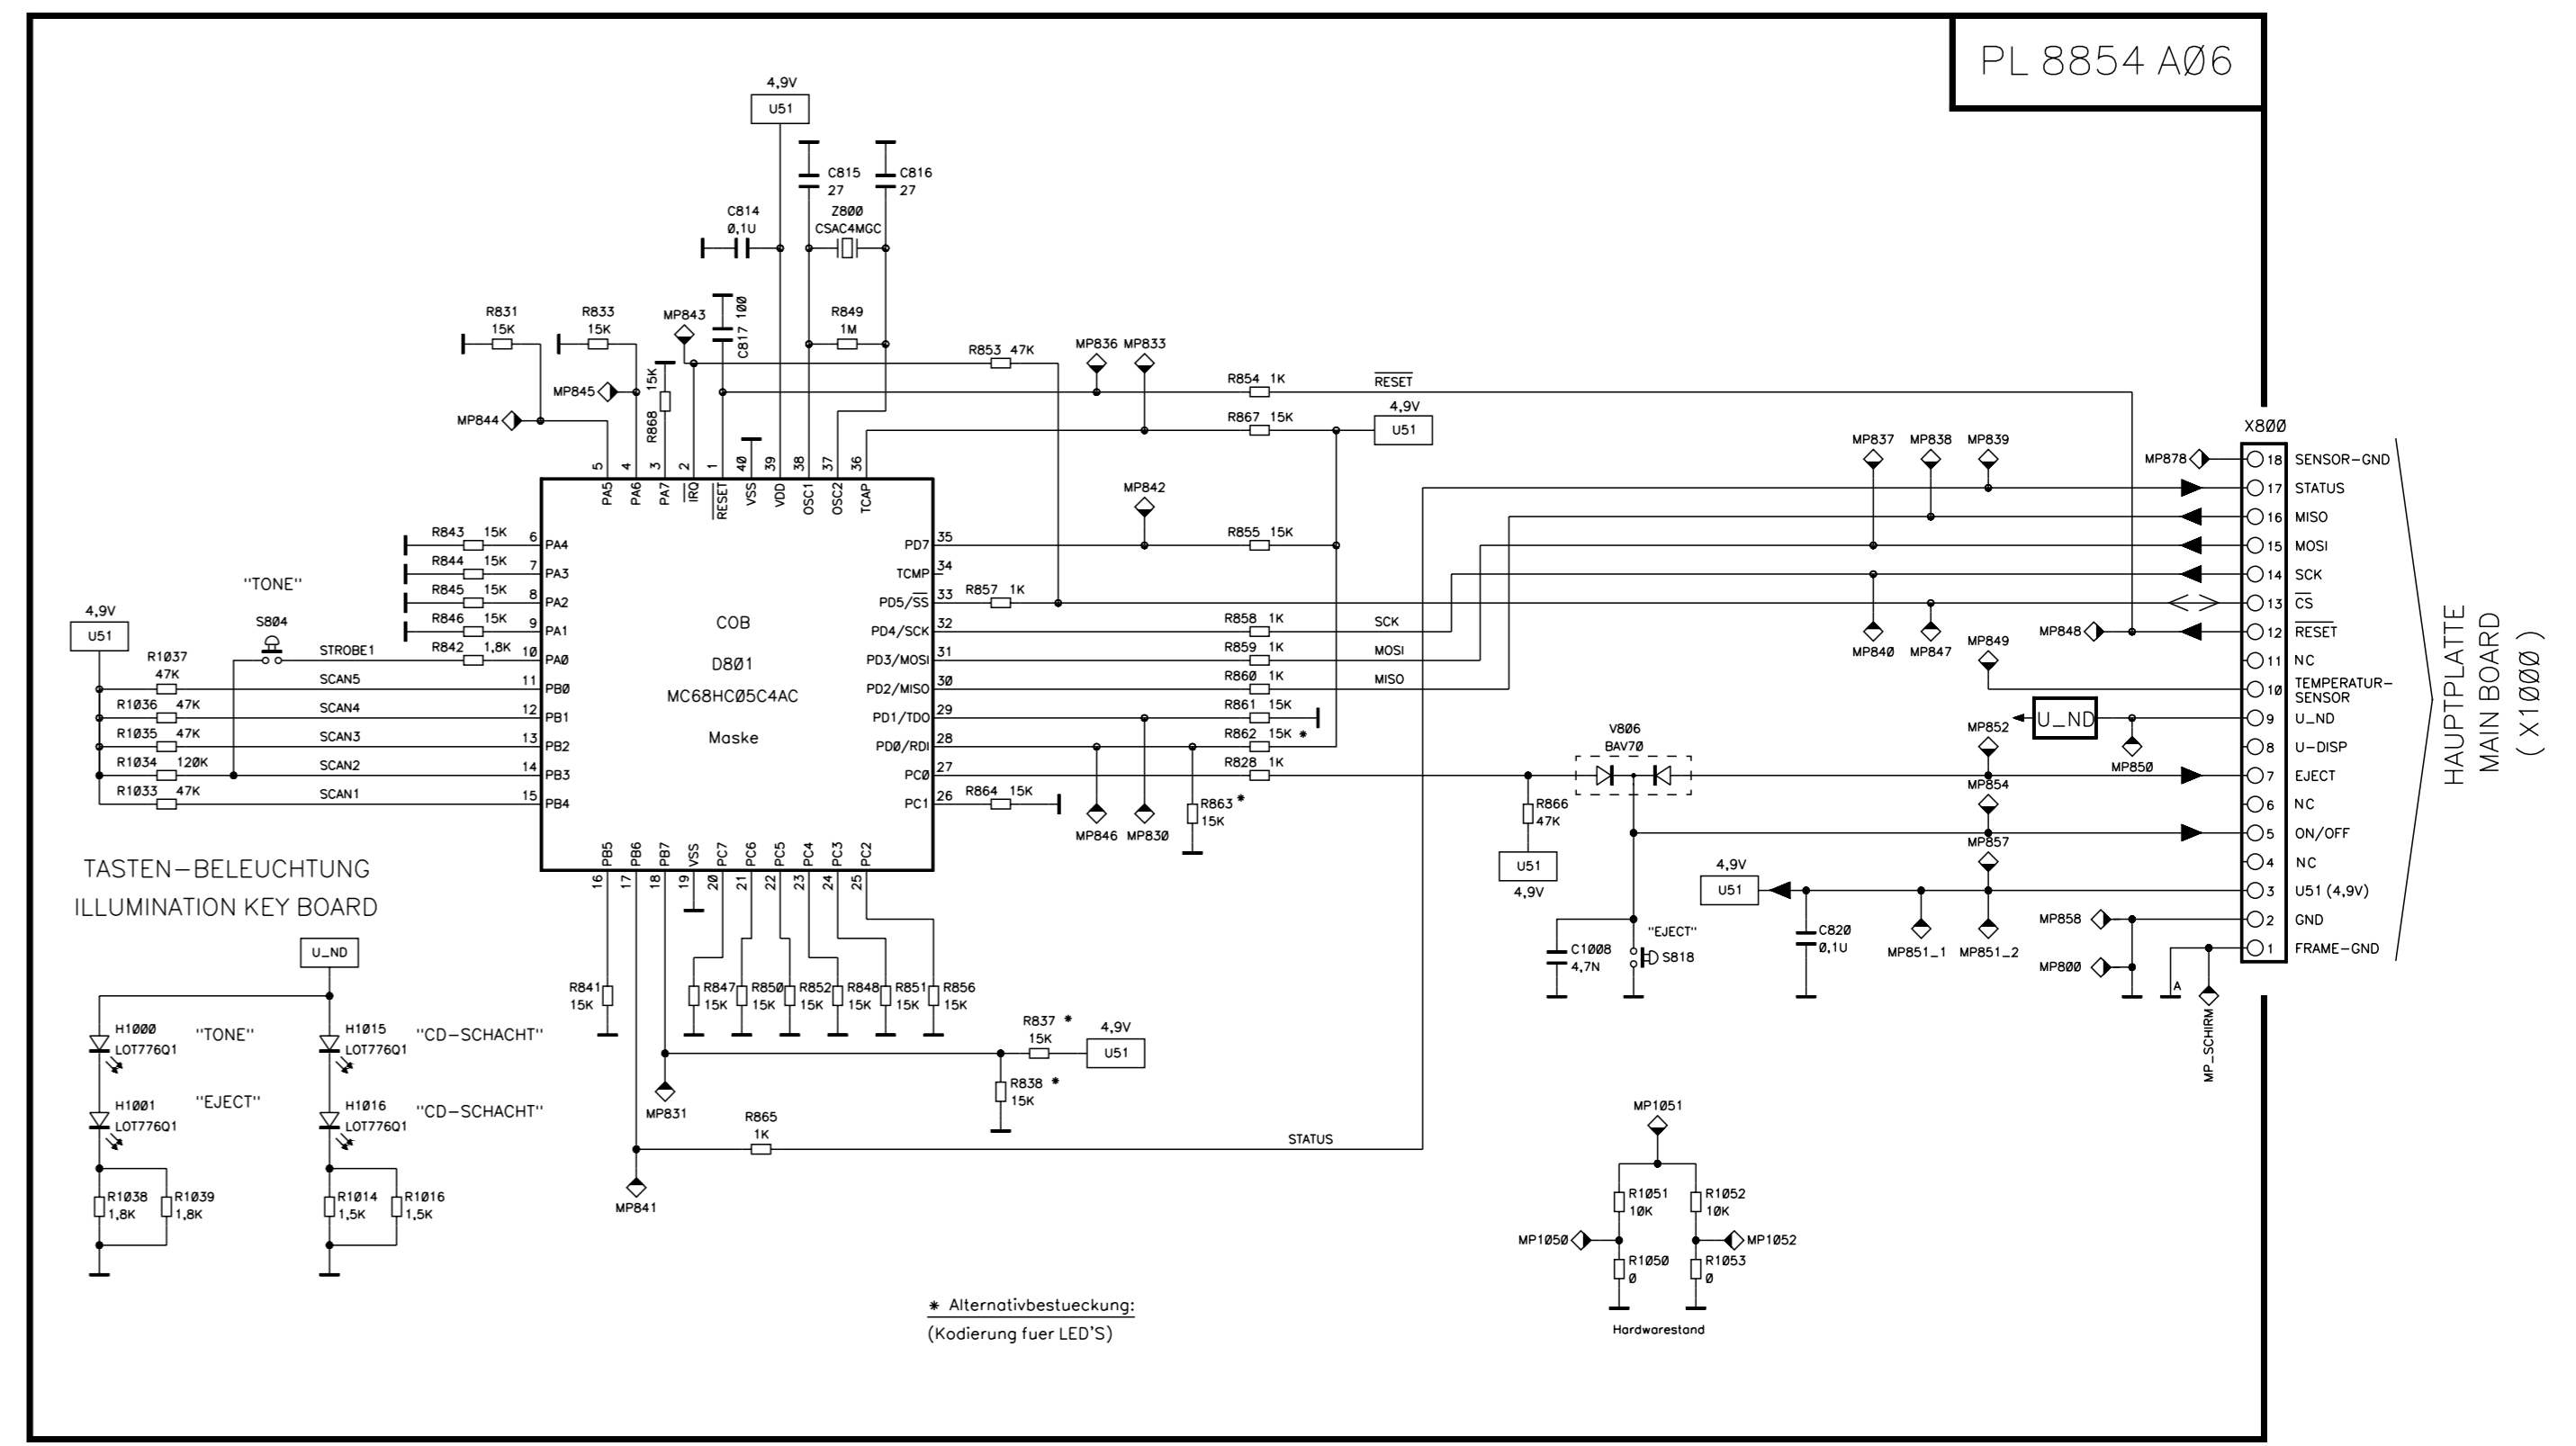 PL 8854 AØ6
4,9V
U51
C815
27
C816
27
C814
Ø,1U
Z8ØØ
CSAC4MGC
C817 1ØØ
R831
15K
R833
15K
MP843
R849
1M
R853 47K
MP836 MP833
MP845
15K
R868
MP844
R854 1K
RESET
R867 15K
4,9V
U51
5
4
3
2
1
4Ø
39
38
37
36
PA5
PA6
PA7
IRQ
RESET
VSS
VDD
OSC1
OSC2
TCAP
MP842
MP837 MP838 MP839
X8ØØ
MP878
18 SENSOR-GND
17 STATUS
16 MISO
15 MOSI
14 SCK
13 CS
12 RESET
11 NC
1Ø TEMPERATUR-
SENSOR
9 U_ND
8 U-DISP
7 EJECT
6 NC
5 ON/OFF
4 NC
3 U51 (4,9V)
2 GND
1 FRAME-GND
HAUPTPLATTE
MAIN BOARD
( X1ØØØ )
R843 15K 6 PA4
R844 15K 7 PA3
R845 15K 8 PA2
R846 15K 9 PA1
R842 1,8K 1Ø PAØ
"TONE"
S8Ø4
STROBE1
4,9V
U51
R1Ø37
47K
SCAN5
11 PBØ
R1Ø36 47K
SCAN4
12 PB1
R1Ø35 47K
SCAN3
13 PB2
R1Ø34 12ØK
SCAN2
14 PB3
R1Ø33 47K
SCAN1
15 PB4
COB
D8Ø1
MC68HCØ5C4AC
Maske
PD7 35
R855 15K
TCMP 34
PD5/SS 33
R857 1K
PD4/SCK 32
R858 1K
SCK
PD3/MOSI 31
R859 1K
MOSI
PD2/MISO 3Ø
R86Ø 1K
MISO
PD1/TDO 29
R861 15K
PDØ/RDI 28
R862 15K *
PCØ 27
R828 1K
PC1 26
R864 15K
MP84Ø MP847
MP848
MP849
U_ND
MP85Ø
MP852
MP854
MP857
V8Ø6
BAV7Ø
MP846 MP83Ø
R863 *
15K
R866
47K
U51
4,9V
4,9V
U51
C82Ø
Ø,1U
MP851_1 MP851_2
MP858
MP8ØØ
A
MP_SCHIRM
C1ØØ8
4,7N
"EJECT"
S818
PB5
PB6
PB7
VSS
PC7
PC6
PC5
PC4
PC3
PC2
16
17
18
19
2Ø
21
22
23
24
25
TASTEN-BELEUCHTUNG
ILLUMINATION KEY BOARD
U_ND
H1ØØØ
LOT776Q1
"TONE"
H1Ø15
LOT776Q1
"CD-SCHACHT"
H1ØØ1
LOT776Q1
"EJECT"
H1Ø16
LOT776Q1
"CD-SCHACHT"
R1Ø38
1,8K
R1Ø39
1,8K
R1Ø14
1,5K
R1Ø16
1,5K
R841
15K
R847
15K
R85Ø
15K
R852
15K
R848
15K
R851
15K
R856
15K
R837 *
15K
4,9V
U51
R838 *
15K
MP831
R865
1K
STATUS
MP841
MP1Ø51
R1Ø51
1ØK
R1Ø52
1ØK
MP1Ø5Ø
MP1Ø52
R1Ø5Ø
Ø
R1Ø53
Ø
Hardwarestand
* Alternativbestueckung:
(Kodierung fuer LED'S)